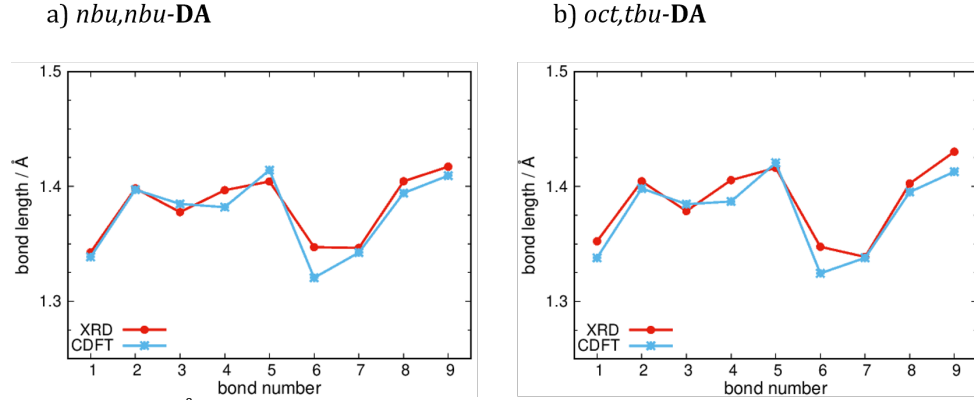 a) nbu,nbu-DA
b) oct,tbu-DA
1.5
1.4
1.3
bond length / Å
XRD
CDFT
1 2 3 4 5 6 7 8 9
bond number
1.5
1.4
1.3
bond length / Å
XRD
CDFT
1 2 3 4 5 6 7 8 9
bond number